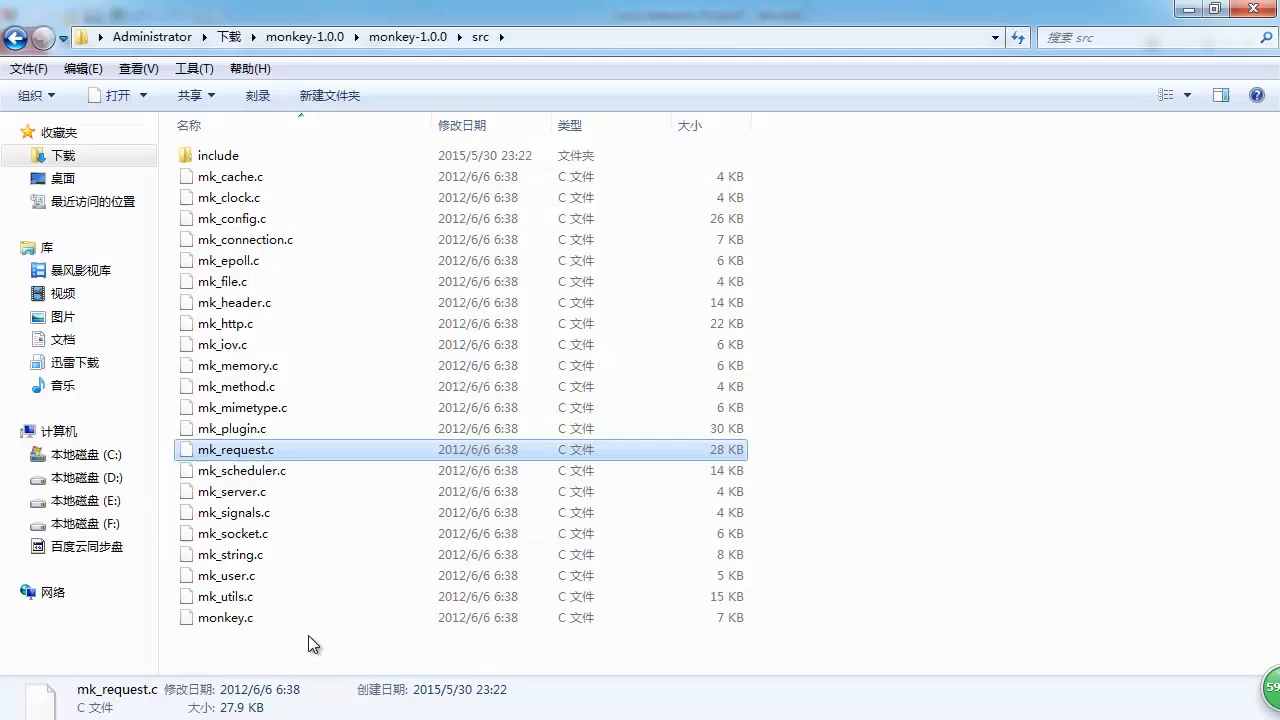 Administrator 下载 monkey-1.0.0 monkey-1.0.0 src 搜索 src
文件(F) 编辑(E) 查看(V) 工具(T) 帮助(H)
组织 打开 共享 刻录 新建文件夹
收藏夹
下载
桌面
最近访问的位置
库
暴风影视库
视频
图片
文档
迅雷下载
音乐
计算机
本地磁盘 (C:)
本地磁盘 (D:)
本地磁盘 (E:)
本地磁盘 (F:)
百度云同步盘
网络
名称 修改日期 类型 大小
include 2015/5/30 23:22 文件夹
mk_cache.c 2012/6/6 6:38 C 文件 4 KB
mk_clock.c 2012/6/6 6:38 C 文件 4 KB
mk_config.c 2012/6/6 6:38 C 文件 26 KB
mk_connection.c 2012/6/6 6:38 C 文件 7 KB
mk_epoll.c 2012/6/6 6:38 C 文件 6 KB
mk_file.c 2012/6/6 6:38 C 文件 4 KB
mk_header.c 2012/6/6 6:38 C 文件 14 KB
mk_http.c 2012/6/6 6:38 C 文件 22 KB
mk_iov.c 2012/6/6 6:38 C 文件 6 KB
mk_memory.c 2012/6/6 6:38 C 文件 6 KB
mk_method.c 2012/6/6 6:38 C 文件 4 KB
mk_mimetype.c 2012/6/6 6:38 C 文件 6 KB
mk_plugin.c 2012/6/6 6:38 C 文件 30 KB
mk_request.c 2012/6/6 6:38 C 文件 28 KB
mk_scheduler.c 2012/6/6 6:38 C 文件 14 KB
mk_server.c 2012/6/6 6:38 C 文件 4 KB
mk_signals.c 2012/6/6 6:38 C 文件 4 KB
mk_socket.c 2012/6/6 6:38 C 文件 6 KB
mk_string.c 2012/6/6 6:38 C 文件 8 KB
mk_user.c 2012/6/6 6:38 C 文件 5 KB
mk_utils.c 2012/6/6 6:38 C 文件 15 KB
monkey.c 2012/6/6 6:38 C 文件 7 KB
mk_request.c 修改日期: 2012/6/6 6:38 创建日期: 2015/5/30 23:22
C 文件 大小: 27.9 KB
59